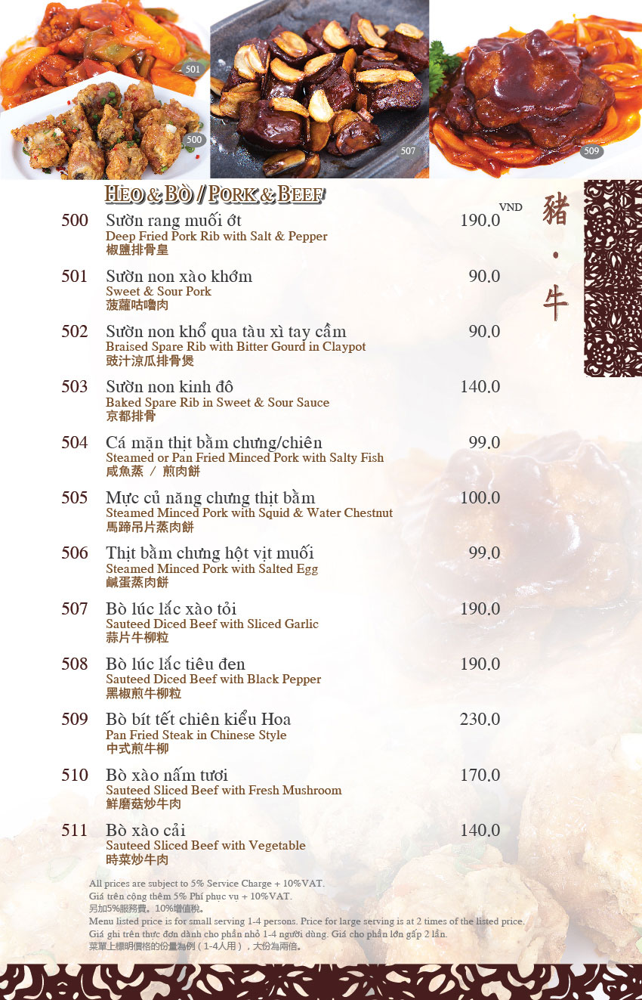 501
500
507
509
HEO & BÒ / PORK & BEEF
VND
豬 · 牛
500 Sườn rang muối ớt 190.0
Deep Fried Pork Rib with Salt & Pepper
椒鹽排骨皇
501 Sườn non xào khớm 90.0
Sweet & Sour Pork
菠蘿咕嚕肉
502 Sườn non khổ qua tàu xì tay cầm 90.0
Braised Spare Rib with Bitter Gourd in Claypot
豉汁涼瓜排骨煲
503 Sườn non kinh đô 140.0
Baked Spare Rib in Sweet & Sour Sauce
京都排骨
504 Cá mặn thịt bằm chưng/chiên 99.0
Steamed or Pan Fried Minced Pork with Salty Fish
咸魚蒸 / 煎肉餅
505 Mực củ năng chưng thịt bằm 100.0
Steamed Minced Pork with Squid & Water Chestnut
馬蹄吊片蒸肉餅
506 Thịt bằm chưng hột vịt muối 99.0
Steamed Minced Pork with Salted Egg
鹹蛋蒸肉餅
507 Bò lúc lắc xào tỏi 190.0
Sauteed Diced Beef with Sliced Garlic
蒜片牛柳粒
508 Bò lúc lắc tiêu đen 190.0
Sauteed Diced Beef with Black Pepper
黑椒煎牛柳粒
509 Bò bít tết chiên kiểu Hoa 230.0
Pan Fried Steak in Chinese Style
中式煎牛柳
510 Bò xào nấm tươi 170.0
Sauteed Sliced Beef with Fresh Mushroom
鮮磨菇炒牛肉
511 Bò xào cải 140.0
Sauteed Sliced Beef with Vegetable
時菜炒牛肉
All prices are subject to 5% Service Charge + 10%VAT.
Giá trên cộng thêm 5% Phí phục vụ + 10%VAT.
另加5%服務費。10%增值稅。
Menu listed price is for small serving 1-4 persons. Price for large serving is at 2 times of the listed price.
Giá ghi trên thực đơn dành cho phần nhỏ 1-4 người dùng. Giá cho phần lớn gấp 2 lần.
菜單上標明價格的份量為例（1-4人用），大份為兩倍。